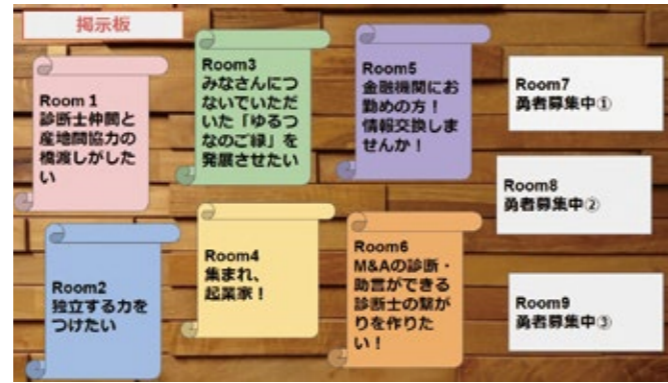 掲示板
Room 1
診断士仲間と
産地間協力の
橋渡しがした
い
Room2
独立する力を
つけたい
Room3
みなさんにつ
ないでいただ
いた「ゆるつ
なのご縁」を
発展させたい
Room4
集まれ、
起業家！
Room5
金融機関にお
勤めの方！
情報交換しま
せんか！
Room6
M&Aの診断・
助言ができる
診断士の繋が
りを作りた
い！
Room7
勇者募集中①
Room8
勇者募集中②
Room9
勇者募集中③